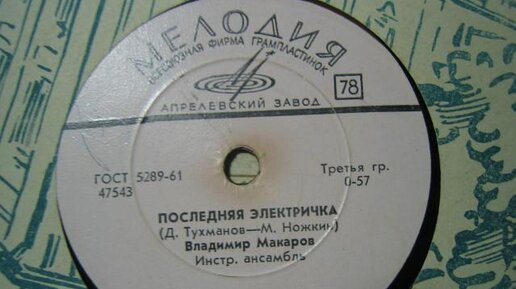 МЕЛОДИЯ
ВСЕСОЮЗНАЯ ФИРМА ГРАМПЛАСТИНОК
78
АПРЕЛЕВСКИЙ ЗАВОД
ГОСТ 5289-61
47543
Третья гр.
0-57
ПОСЛЕДНЯЯ ЭЛЕКТРИЧКА
(Д. Тухманов—М. Ножкин)
Владимир Макаров
Инстр. ансамбль